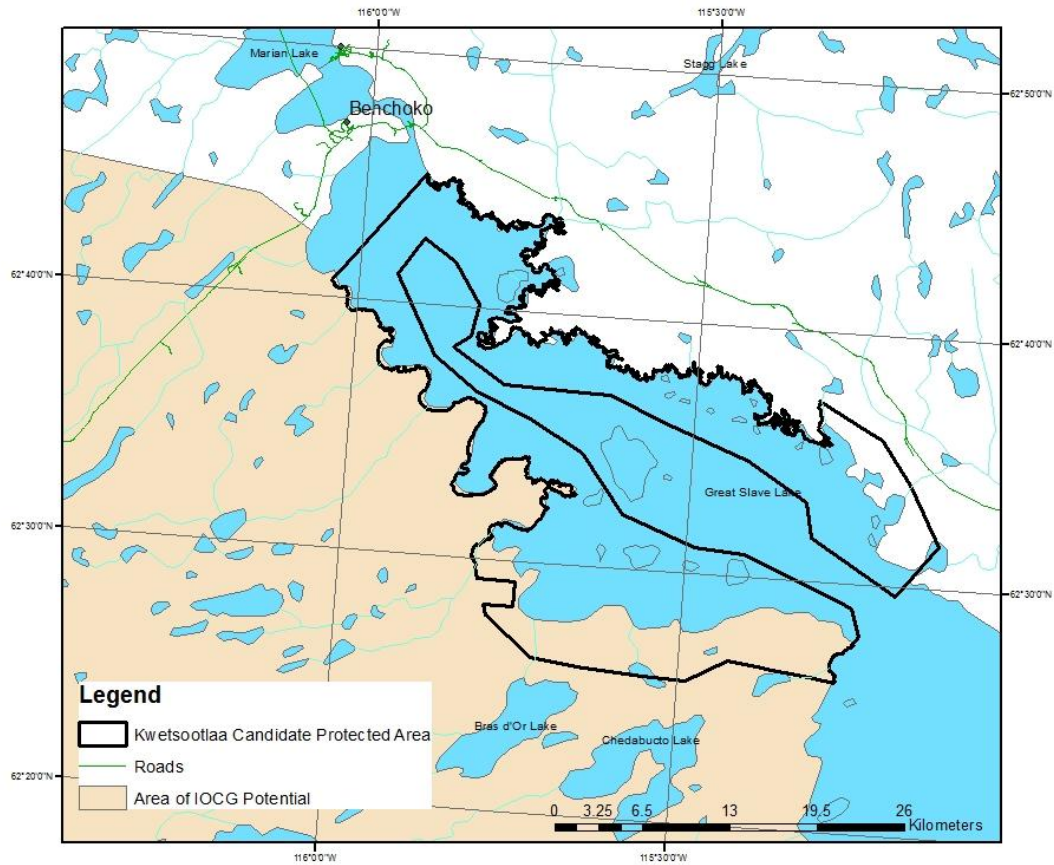 116°0'0"W
115°30'0"W
Marian Lake
Stagg Lake
62°50'0"N
Benchoko
62°40'0"N
62°40'0"N
Great Slave Lake
62°30'0"N
62°30'0"N
Legend
Kwetsootlaa Candidate Protected Area
Roads
Area of IOCG Potential
Bras d'Or Lake
Chedabucto Lake
62°20'0"N
0 3.25 6.5 13 19.5 26
Kilometers
116°0'0"W
115°30'0"W